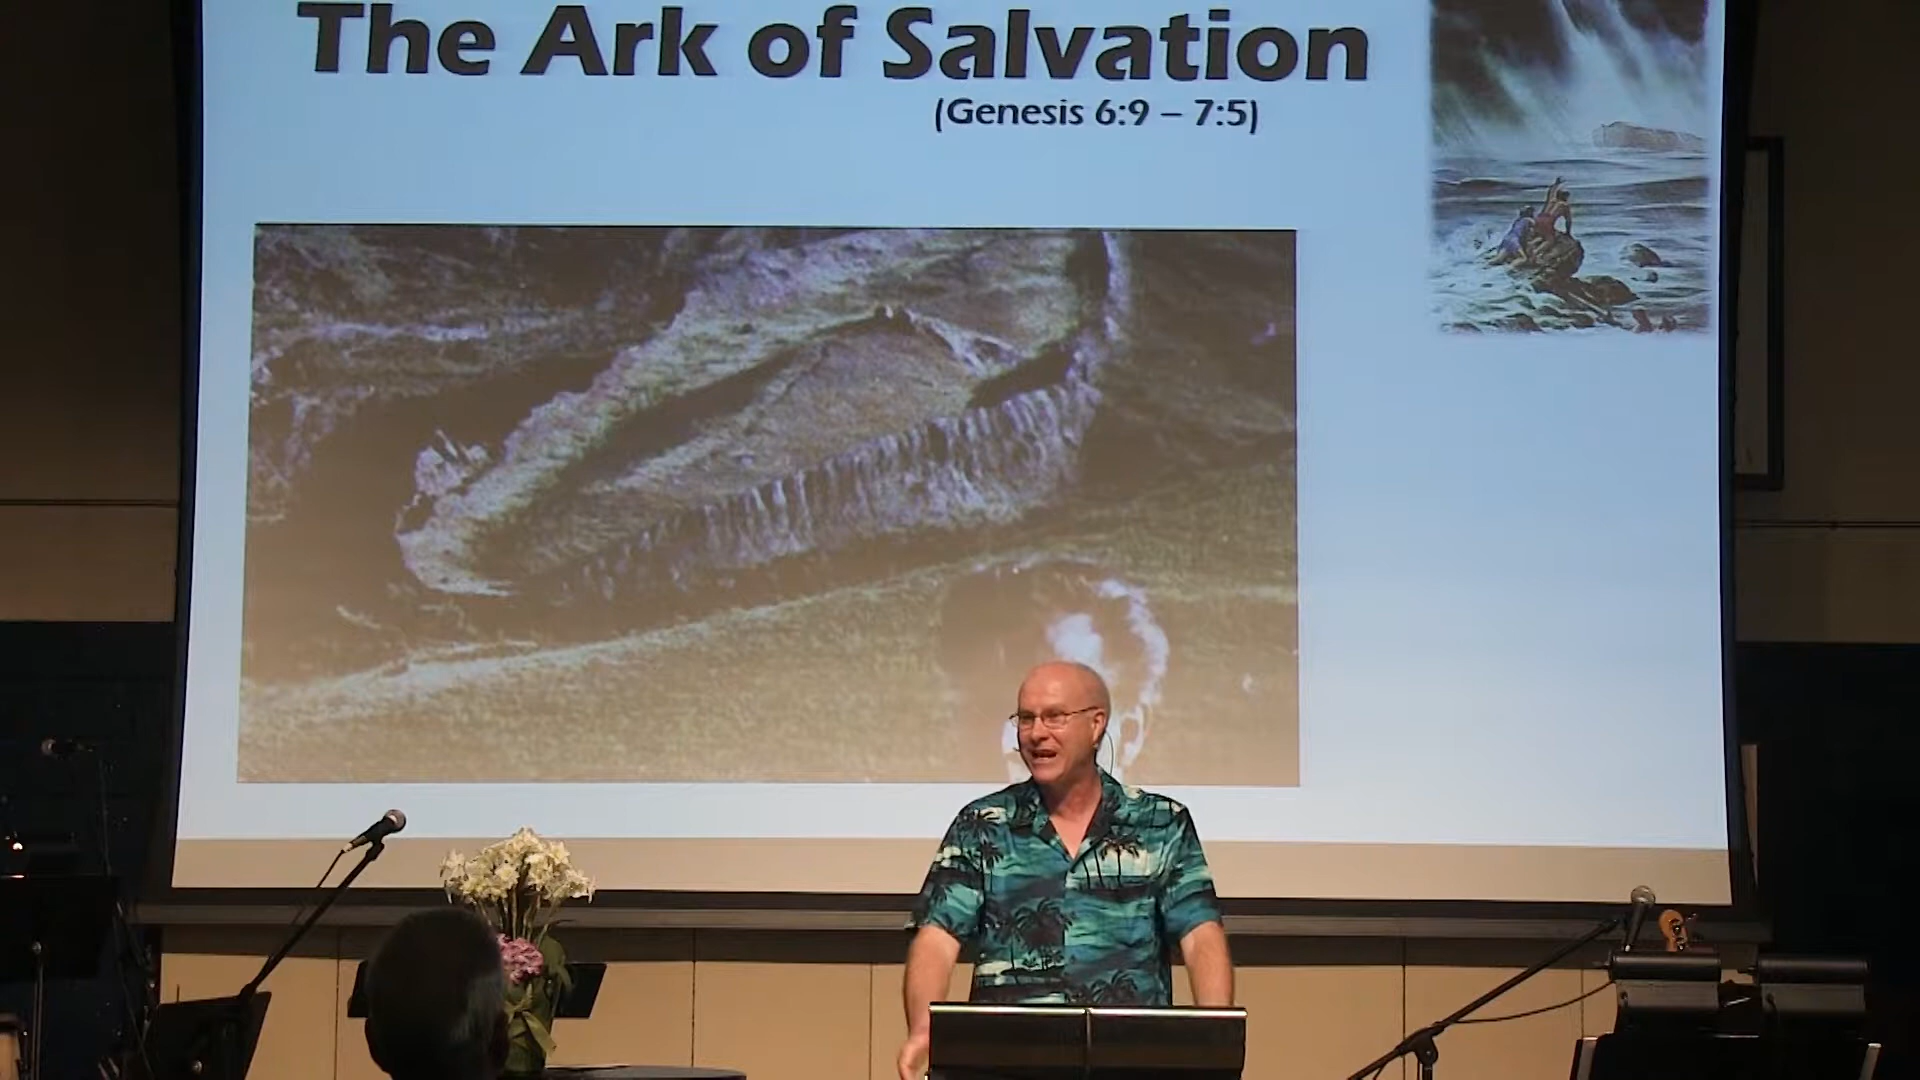 The Ark of Salvation
(Genesis 6:9 – 7:5)